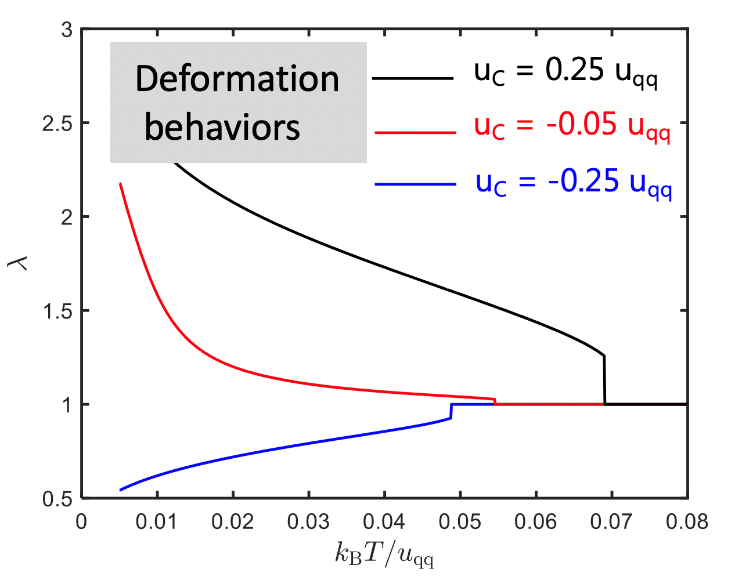 Deformation
behaviors
u_C = 0.25 u_qq
u_C = -0.05 u_qq
u_C = -0.25 u_qq
3
2.5
2
1.5
1
0.5
λ
0 0.01 0.02 0.03 0.04 0.05 0.06 0.07 0.08
k_B T/u_qq